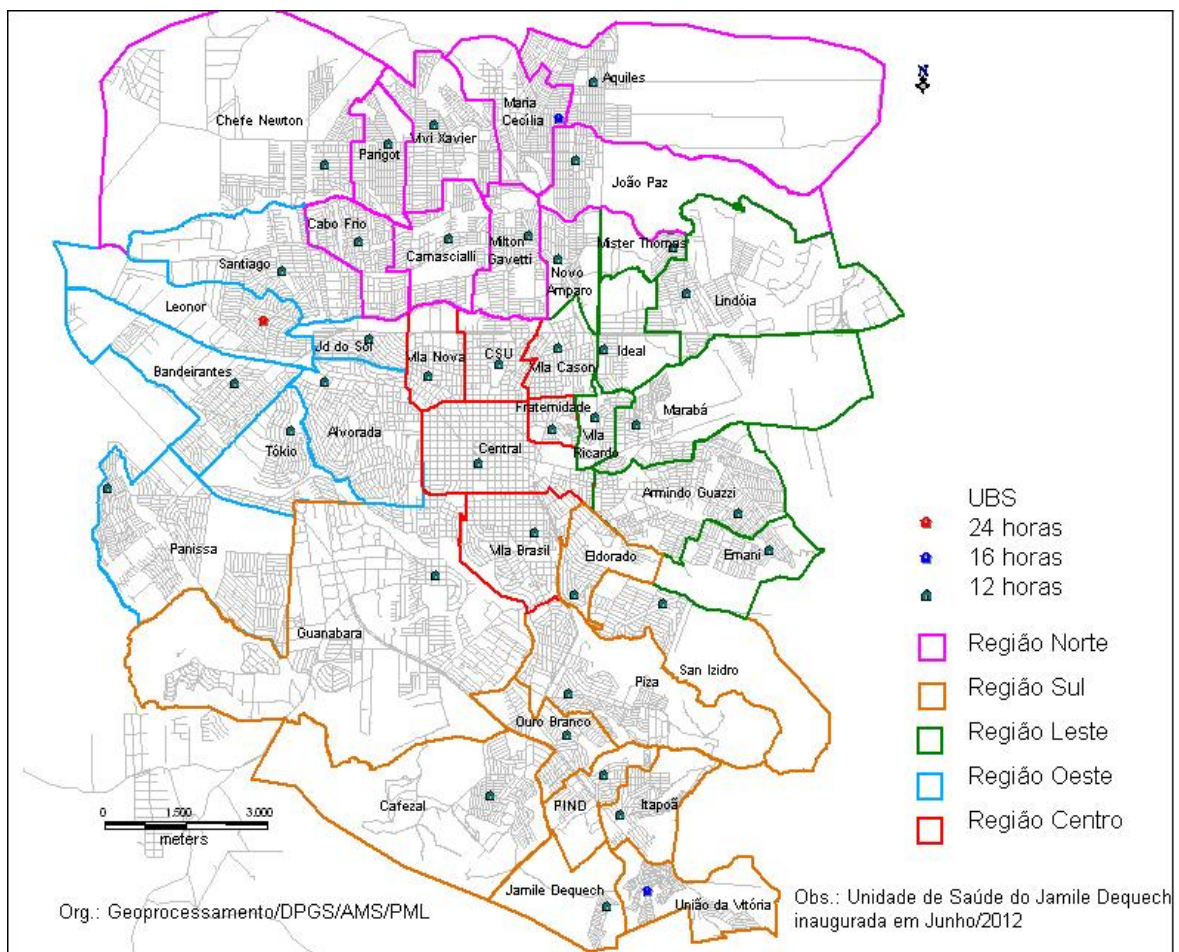 Aquiles
Maria
Cecília
N
Chefe Newton
Vivi Xavier
Parigot
João Paz
Cabo Frio
Carnascialli
Milton
Gavetti
Mister Thomas
Santiago
Novo
Amparo
Leonor
Lindóia
Jd do Sol
Vila Nova
CSU
Vila Cason
Ideal
Bandeirantes
Fraternidade
Marabá
Alvorada
Tókio
Central
Vila
Ricardo
Armindo Guazzi
UBS
24 horas
16 horas
12 horas
Panissa
Vila Brasil
Eldorado
Ernani
Guanabara
Região Norte
Piza
San Izidro
Região Sul
Ouro Branco
Região Leste
Região Oeste
Cafezal
PIND
Itapoã
Região Centro
0 1.500 3.000
meters
Jamile Dequech
União da Vitória
Org.: Geoprocessamento/DPGS/AMS/PML
Obs.: Unidade de Saúde do Jamile Dequech
inaugurada em Junho/2012